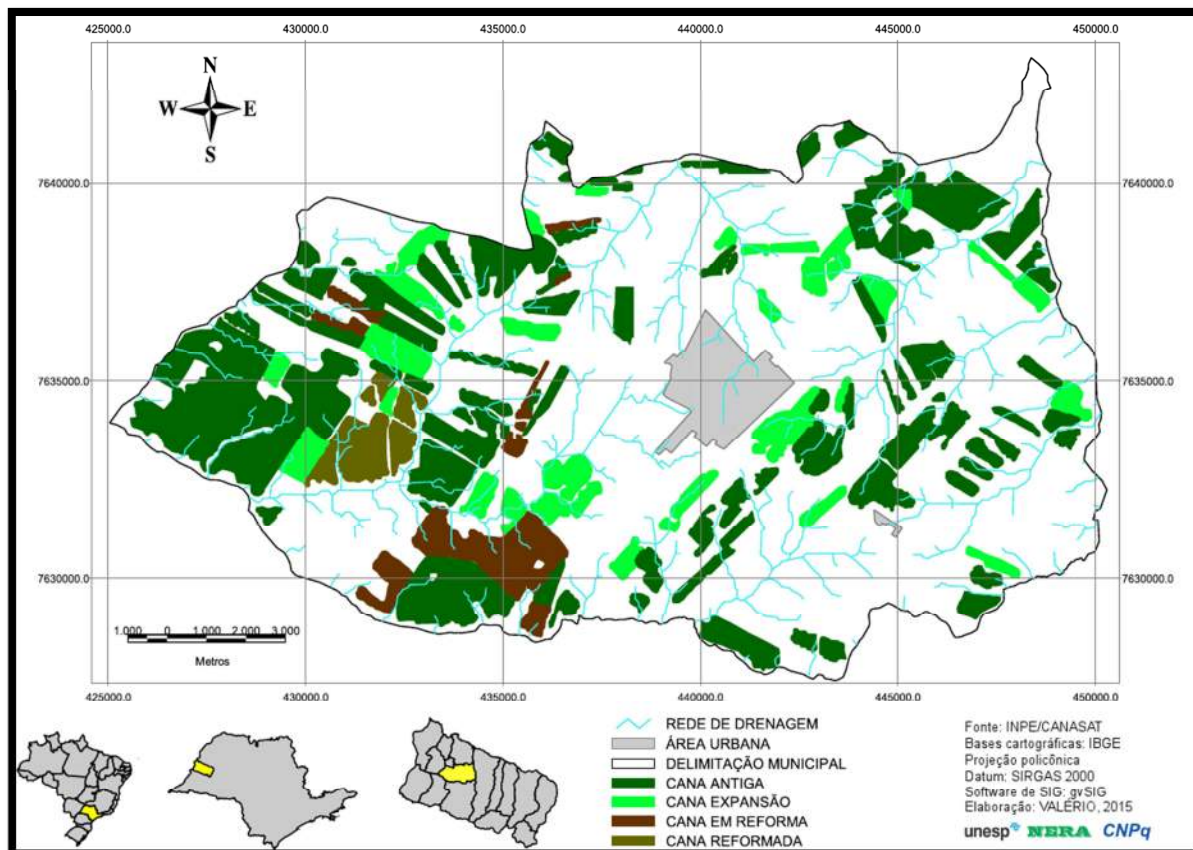 425000.0 430000.0 435000.0 440000.0 445000.0 450000.0
N
W E
S
7640000.0 7640000.0
7635000.0 7635000.0
7630000.0 7630000.0
1.000 0 1.000 2.000 3.000
Metros
425000.0 430000.0 435000.0 440000.0 445000.0 450000.0
REDE DE DRENAGEM
ÁREA URBANA
DELIMITAÇÃO MUNICIPAL
CANA ANTIGA
CANA EXPANSÃO
CANA EM REFORMA
CANA REFORMADA
Fonte: INPE/CANASAT
Bases cartográficas: IBGE
Projeção policônica
Datum: SIRGAS 2000
Software de SIG: gvSIG
Elaboração: VALÉRIO, 2015
unesp NERA CNPq